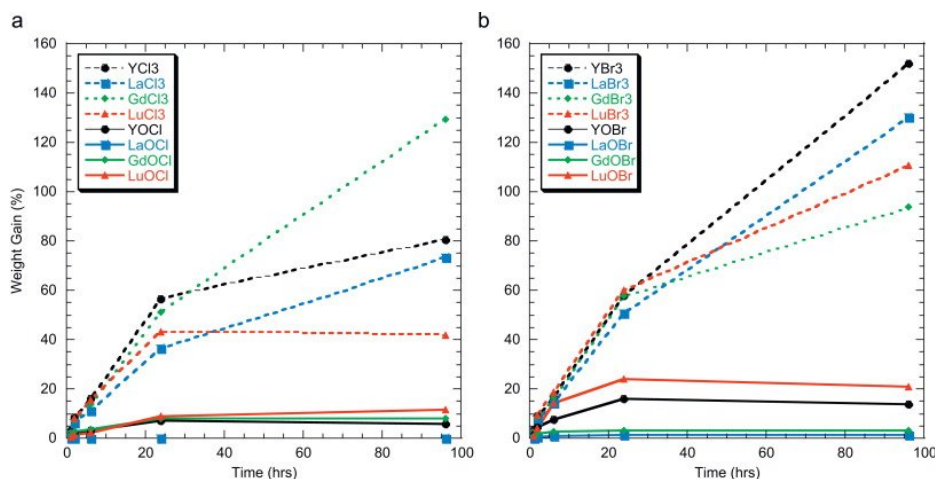 a
160
140
120
100
80
60
40
20
0
Weight Gain (%)
YCl3
LaCl3
GdCl3
LuCl3
YOCl
LaOCl
GdOCl
LuOCl
0 20 40 60 80 100
Time (hrs)
b
160
140
120
100
80
60
40
20
0
YBr3
LaBr3
GdBr3
LuBr3
YOBr
LaOBr
GdOBr
LuOBr
0 20 40 60 80 100
Time (hrs)